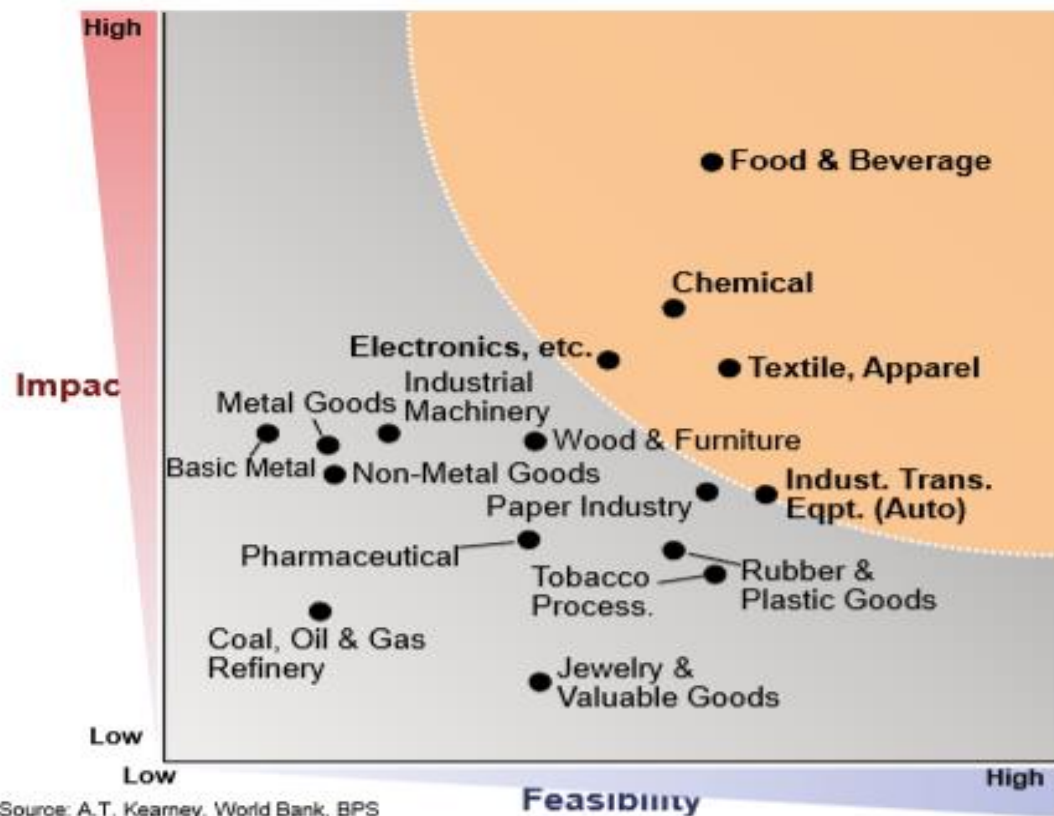 High
Food & Beverage
Chemical
Electronics, etc.
Textile, Apparel
Impac
Industrial
Machinery
Metal Goods
Wood & Furniture
Basic Metal
Non-Metal Goods
Indust. Trans.
Eqpt. (Auto)
Paper Industry
Pharmaceutical
Tobacco
Process.
Rubber &
Plastic Goods
Coal, Oil & Gas
Refinery
Jewelry &
Valuable Goods
Low
Low
High
Feasibility
Source: A.T. Kearney, World Bank, BPS